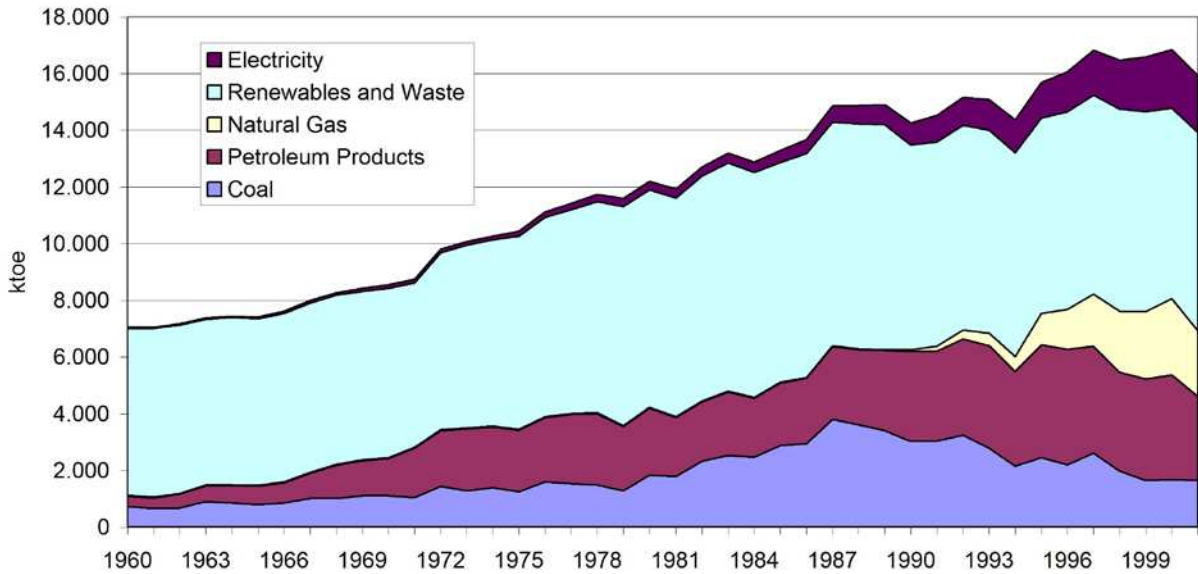 18.000
16.000
14.000
12.000
10.000
8.000
6.000
4.000
2.000
0
ktoe
Electricity
Renewables and Waste
Natural Gas
Petroleum Products
Coal
1960 1963 1966 1969 1972 1975 1978 1981 1984 1987 1990 1993 1996 1999